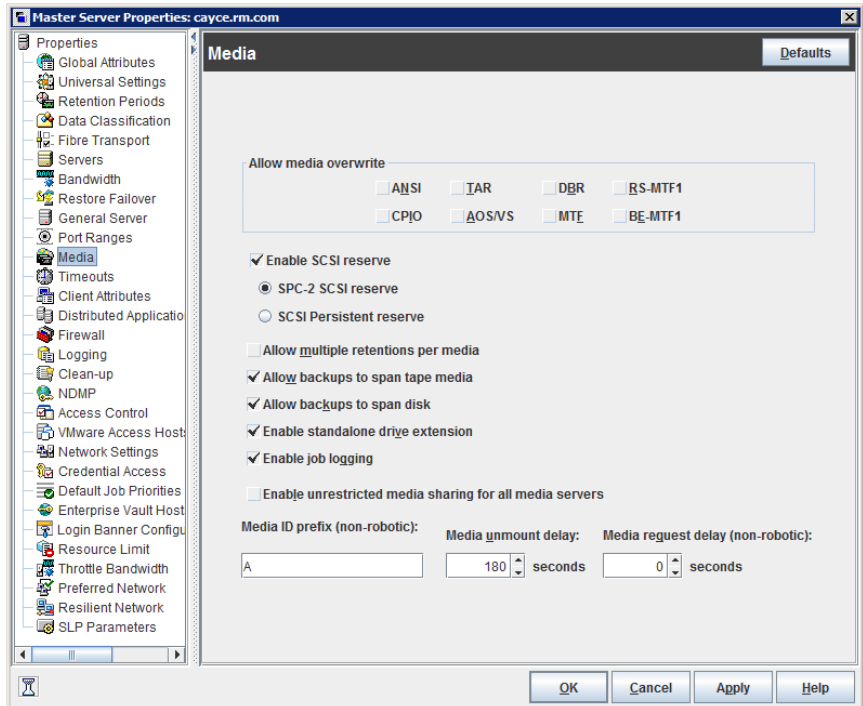 Master Server Properties: cayce.rm.com
Properties
Global Attributes
Universal Settings
Retention Periods
Data Classification
Fibre Transport
Servers
Bandwidth
Restore Failover
General Server
Port Ranges
Media
Timeouts
Client Attributes
Distributed Applicatio
Firewall
Logging
Clean-up
NDMP
Access Control
VMware Access Hosts
Network Settings
Credential Access
Default Job Priorities
Enterprise Vault Host
Login Banner Configu
Resource Limit
Throttle Bandwidth
Preferred Network
Resilient Network
SLP Parameters
Media
Defaults
Allow media overwrite
ANSI TAR DBR RS-MTF1
CPIO AOS/VS MTF BE-MTF1
Enable SCSI reserve
SPC-2 SCSI reserve
SCSI Persistent reserve
Allow multiple retentions per media
Allow backups to span tape media
Allow backups to span disk
Enable standalone drive extension
Enable job logging
Enable unrestricted media sharing for all media servers
Media ID prefix (non-robotic): Media unmount delay: Media request delay (non-robotic):
A 180 seconds 0 seconds
OK Cancel Apply Help